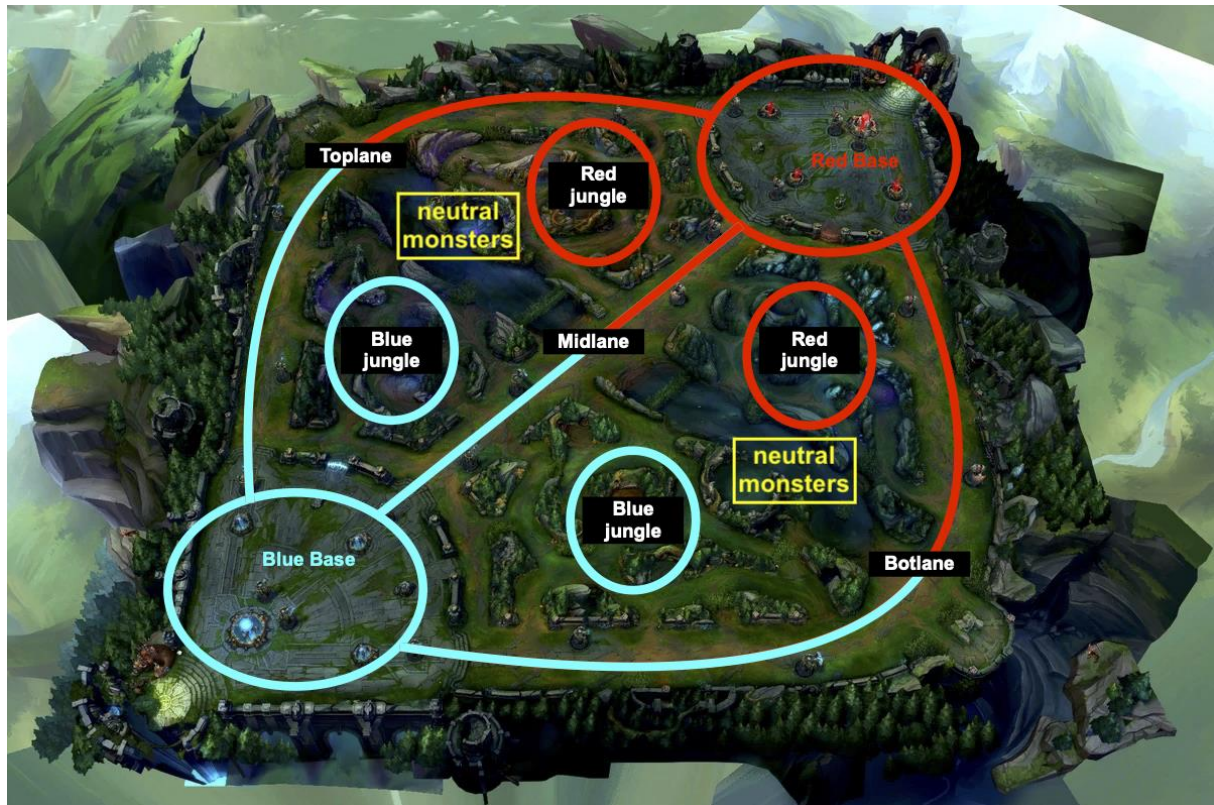 Toplane
Red Base
Red
jungle
neutral
monsters
Blue
jungle
Midlane
Red
jungle
neutral
monsters
Blue
jungle
Blue Base
Botlane